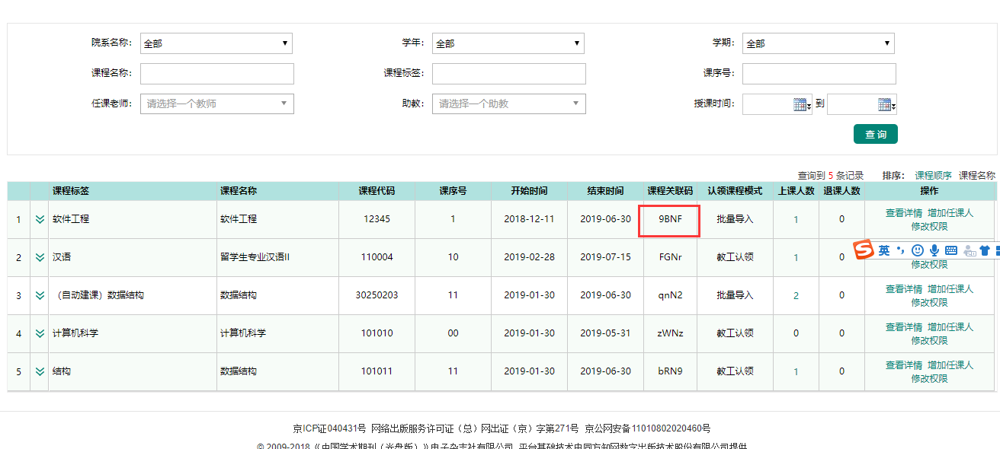 院系名称： 全部 学年： 全部 学期： 全部
课程名称： 课程标签： 课序号：
任课老师： 请选择一个教师 助教： 请选择一个助教 授课时间： 到
查 询
查询到 5 条记录 排序： 课程顺序 课程名称
课程标签 课程名称 课程代码 课序号 开始时间 结束时间 课程关联码 认领课程模式 上课人数 退课人数 操作
1 软件工程 软件工程 12345 1 2018-12-11 2019-06-30 9BNF 批量导入 1 0 查看详情 增加任课人
修改权限
2 汉语 留学生专业汉语II 110004 10 2019-02-28 2019-07-15 FGNr 教工认领 1 0
英
修改权限
3 （自动建课）数据结构 数据结构 30250203 11 2019-01-30 2019-06-30 qnN2 批量导入 2 0 查看详情 增加任课人
修改权限
4 计算机科学 计算机科学 101010 00 2019-01-30 2019-05-31 zWNz 教工认领 0 0 查看详情 增加任课人
修改权限
5 结构 数据结构 101011 11 2019-01-30 2019-06-30 bRN9 教工认领 1 0 查看详情 增加任课人
修改权限
京ICP证040431号 网络出版服务许可证（总）网出证（京）字第271号 京公网安备11010802020460号
© 2009-2018《中国学术期刊（光盘版）》电子杂志社有限公司 平台基础技术由同方知网数字出版技术股份有限公司提供